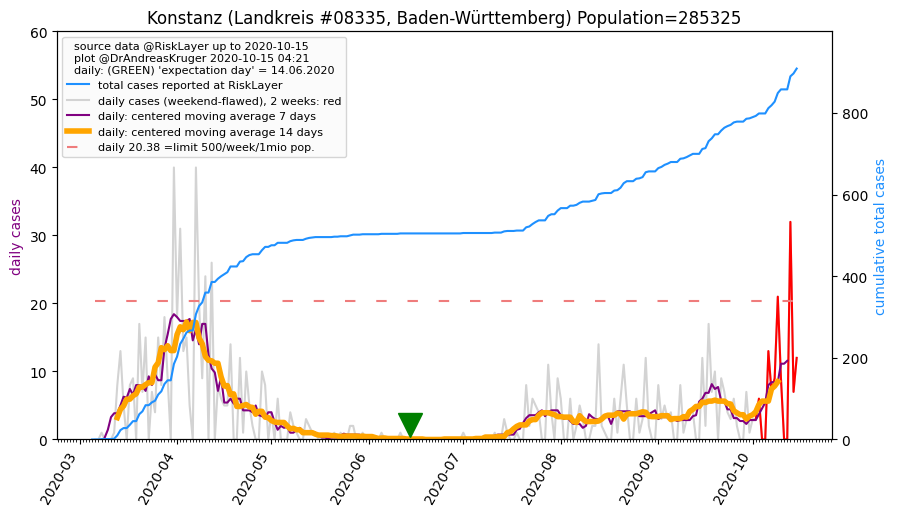 Konstanz (Landkreis #08335, Baden-Württemberg) Population=285325
source data @RiskLayer up to 2020-10-15
plot @DrAndreasKruger 2020-10-15 04:21
daily: (GREEN) 'expectation day' = 14.06.2020
total cases reported at RiskLayer
daily cases (weekend-flawed), 2 weeks: red
daily: centered moving average 7 days
daily: centered moving average 14 days
daily 20.38 =limit 500/week/1mio pop.
daily cases
60
50
40
30
20
10
0
cumulative total cases
800
600
400
200
0
2020-03
2020-04
2020-05
2020-06
2020-07
2020-08
2020-09
2020-10